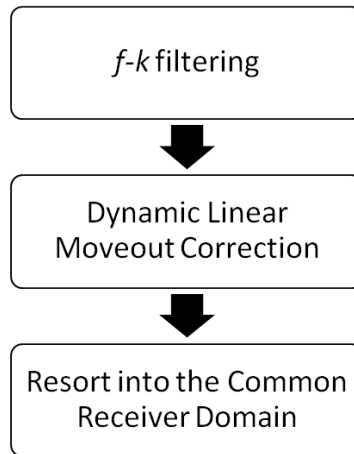 f-k filtering
Dynamic Linear
Moveout Correction
Resort into the Common
Receiver Domain